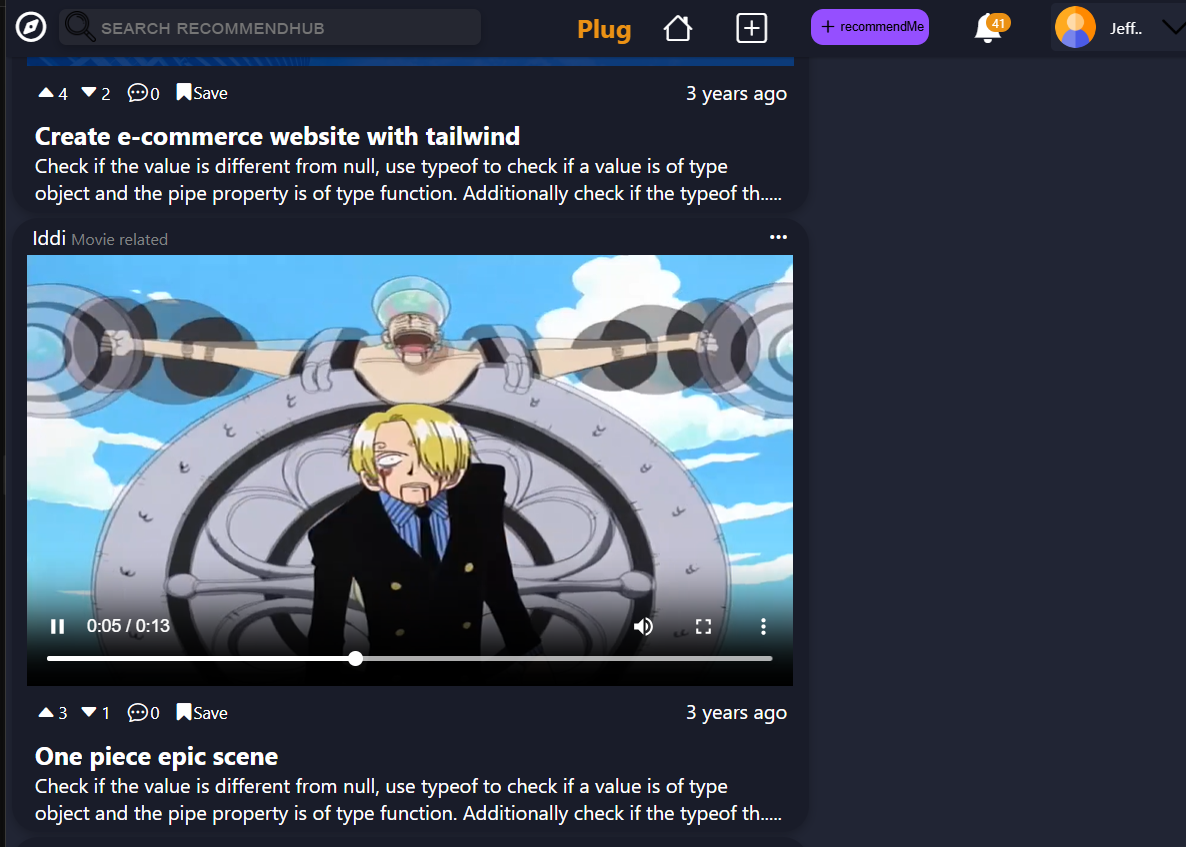 SEARCH RECOMMENDHUB
Plug
+ recommendMe
41
Jeff..
4 2 0 Save 3 years ago
Create e-commerce website with tailwind
Check if the value is different from null, use typeof to check if a value is of type
object and the pipe property is of type function. Additionally check if the typeof th.....
Iddi Movie related
0:05 / 0:13
3 1 0 Save 3 years ago
One piece epic scene
Check if the value is different from null, use typeof to check if a value is of type
object and the pipe property is of type function. Additionally check if the typeof th.....